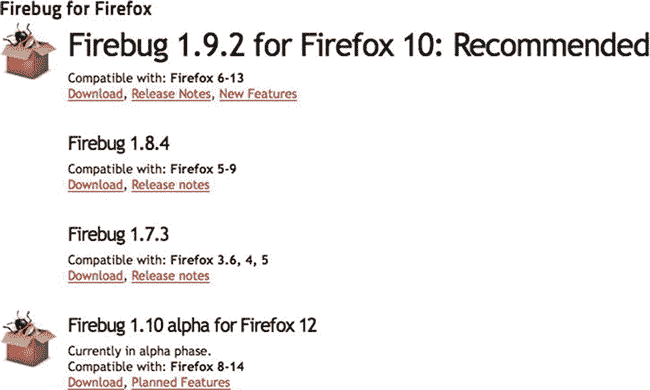 Firebug for Firefox
Firebug 1.9.2 for Firefox 10: Recommended
Compatible with: Firefox 6-13
Download, Release Notes, New Features
Firebug 1.8.4
Compatible with: Firefox 5-9
Download, Release notes
Firebug 1.7.3
Compatible with: Firefox 3.6, 4, 5
Download, Release notes
Firebug 1.10 alpha for Firefox 12
Currently in alpha phase.
Compatible with: Firefox 8-14
Download, Planned Features